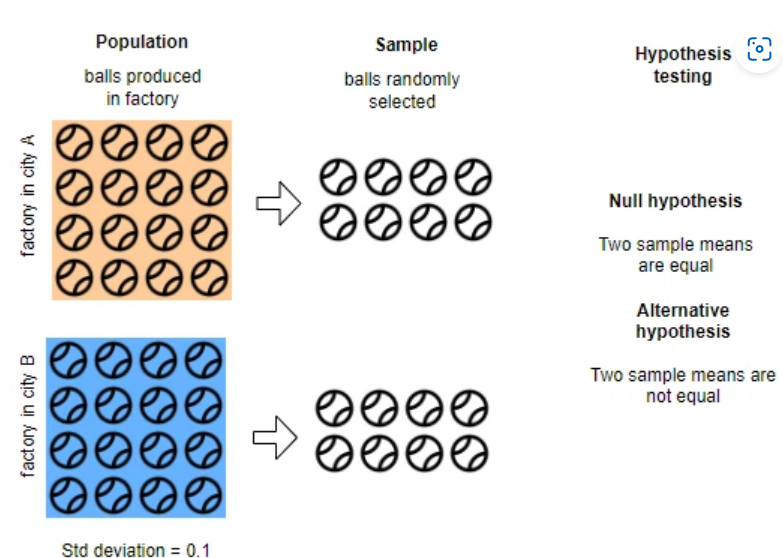 Population
balls produced
in factory
Sample
balls randomly
selected
Hypothesis
testing
factory in city A
Null hypothesis
Two sample means
are equal
Alternative
hypothesis
Two sample means are
not equal
factory in city B
Std deviation = 0.1